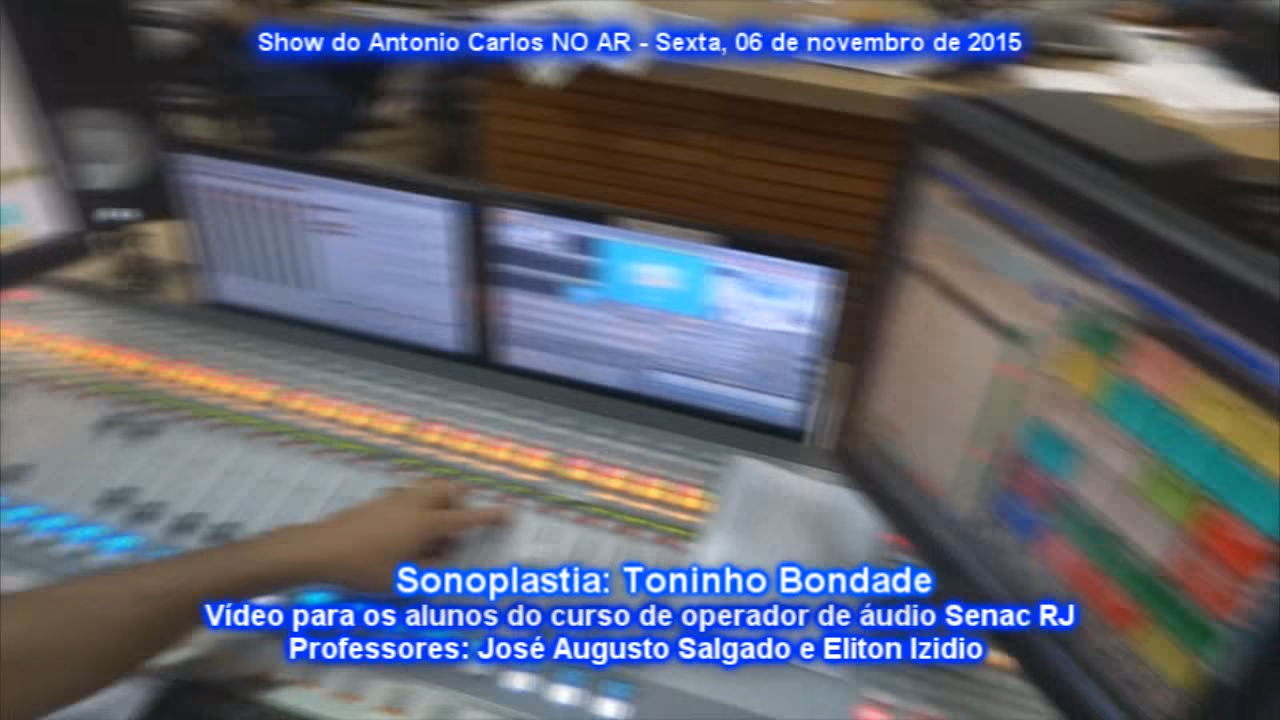 Show do Antonio Carlos NO AR - Sexta, 06 de novembro de 2015
Sonoplastia: Toninho Bondade
Vídeo para os alunos do curso de operador de áudio Senac RJ
Professores: José Augusto Salgado e Eliton Izidio